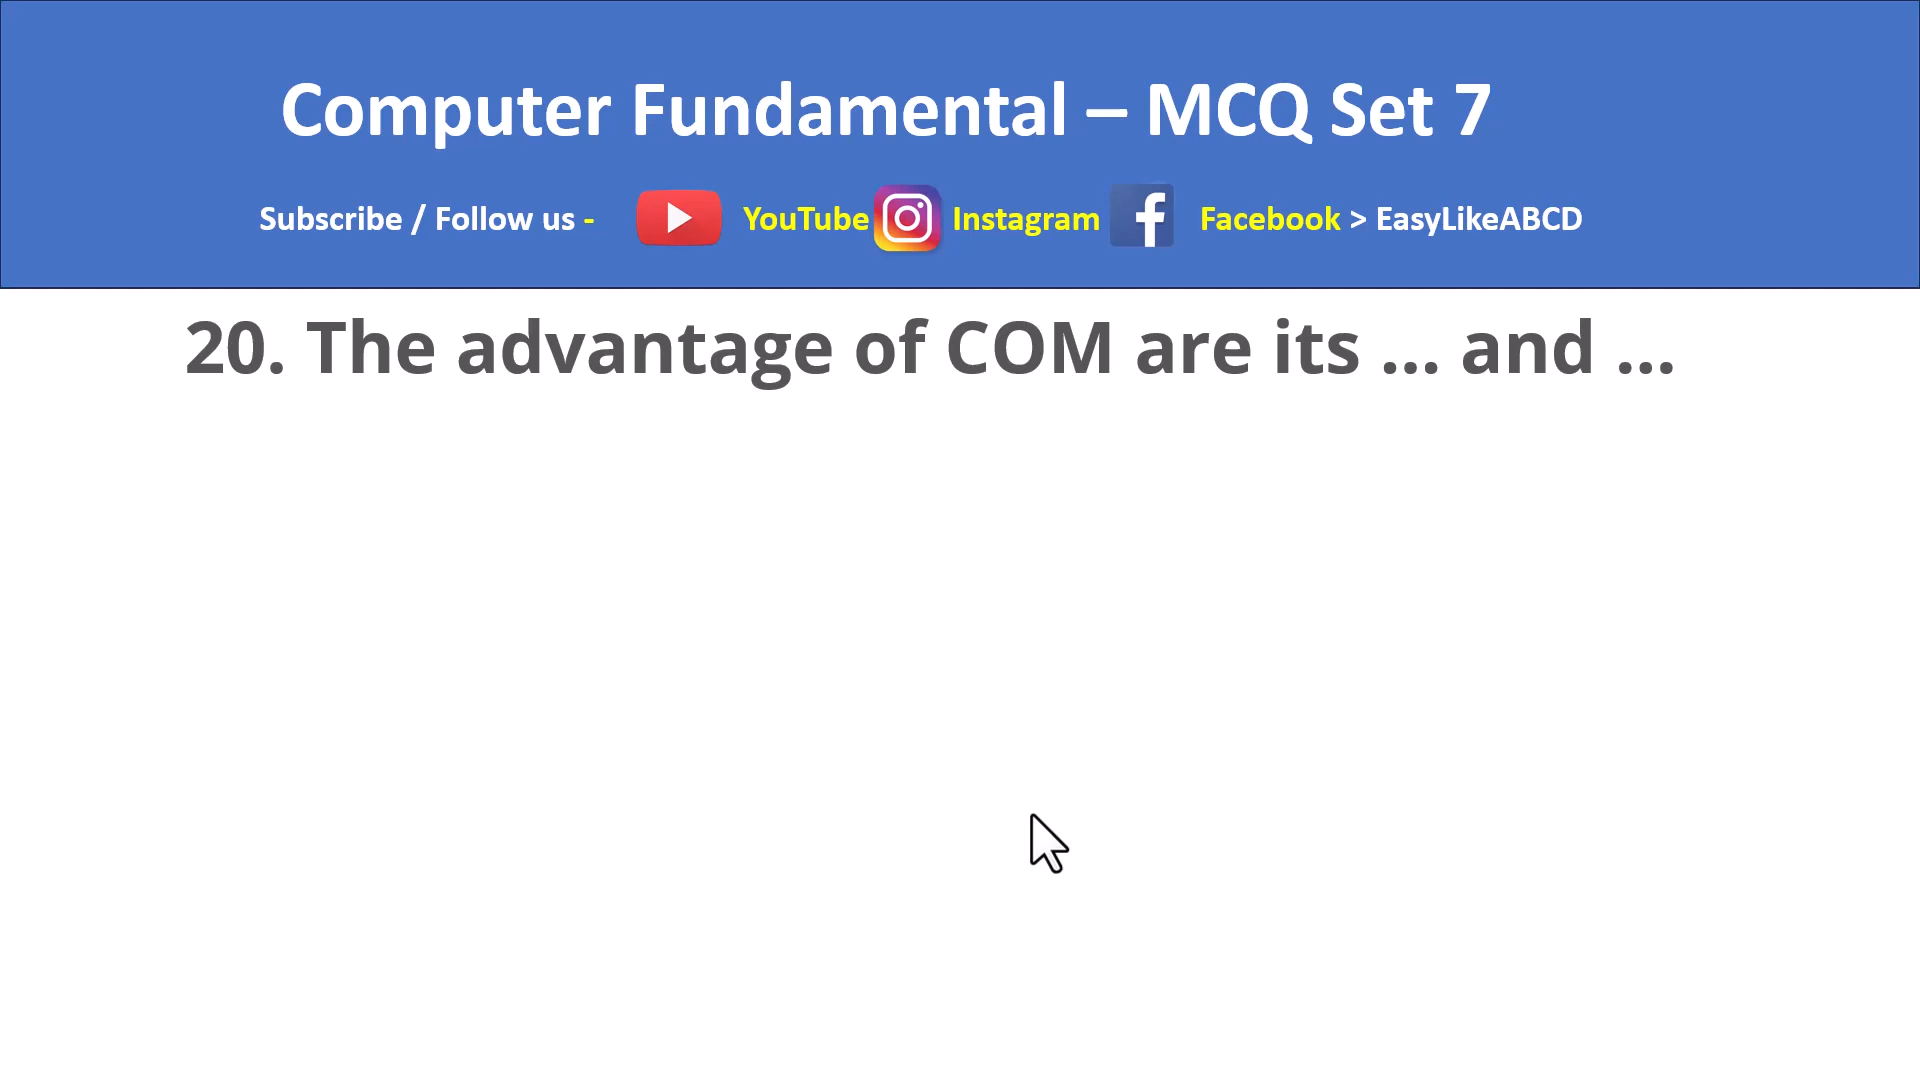 Computer Fundamental – MCQ Set 7
Subscribe / Follow us - YouTube Instagram Facebook > EasyLikeABCD
20. The advantage of COM are its ... and ...